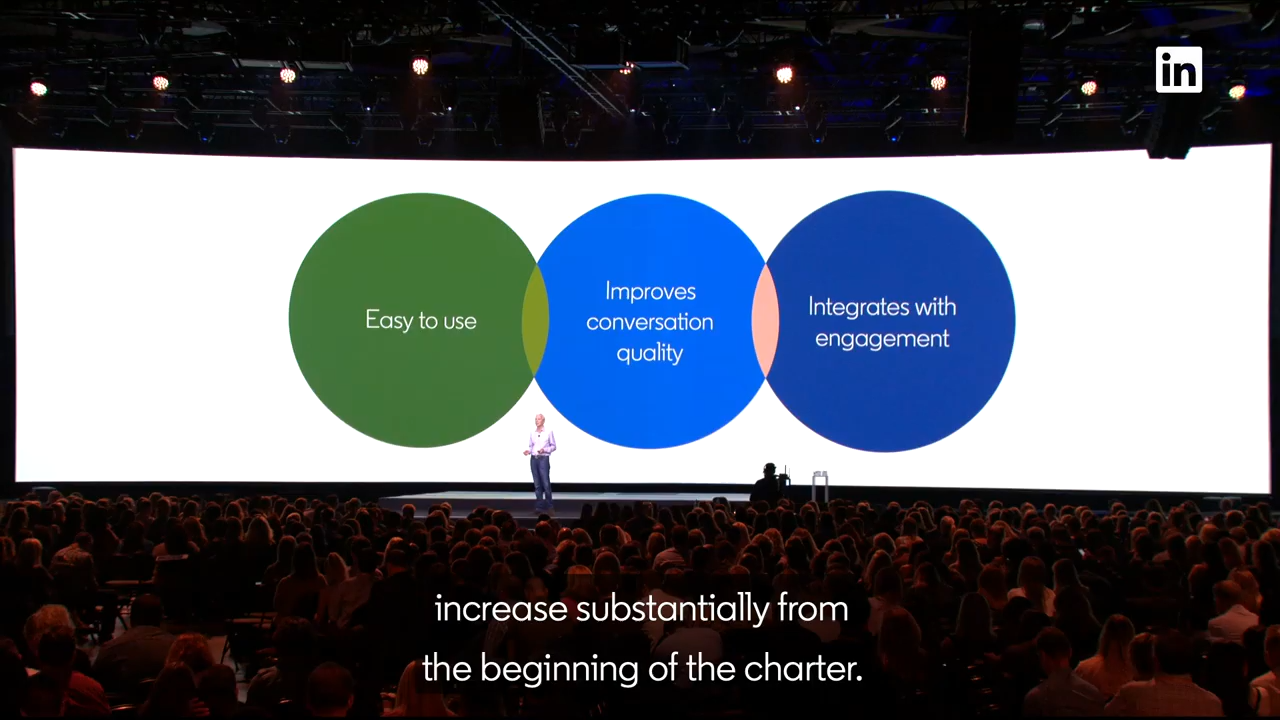 in
Easy to use
Improves
conversation
quality
Integrates with
engagement
increase substantially from
the beginning of the charter.